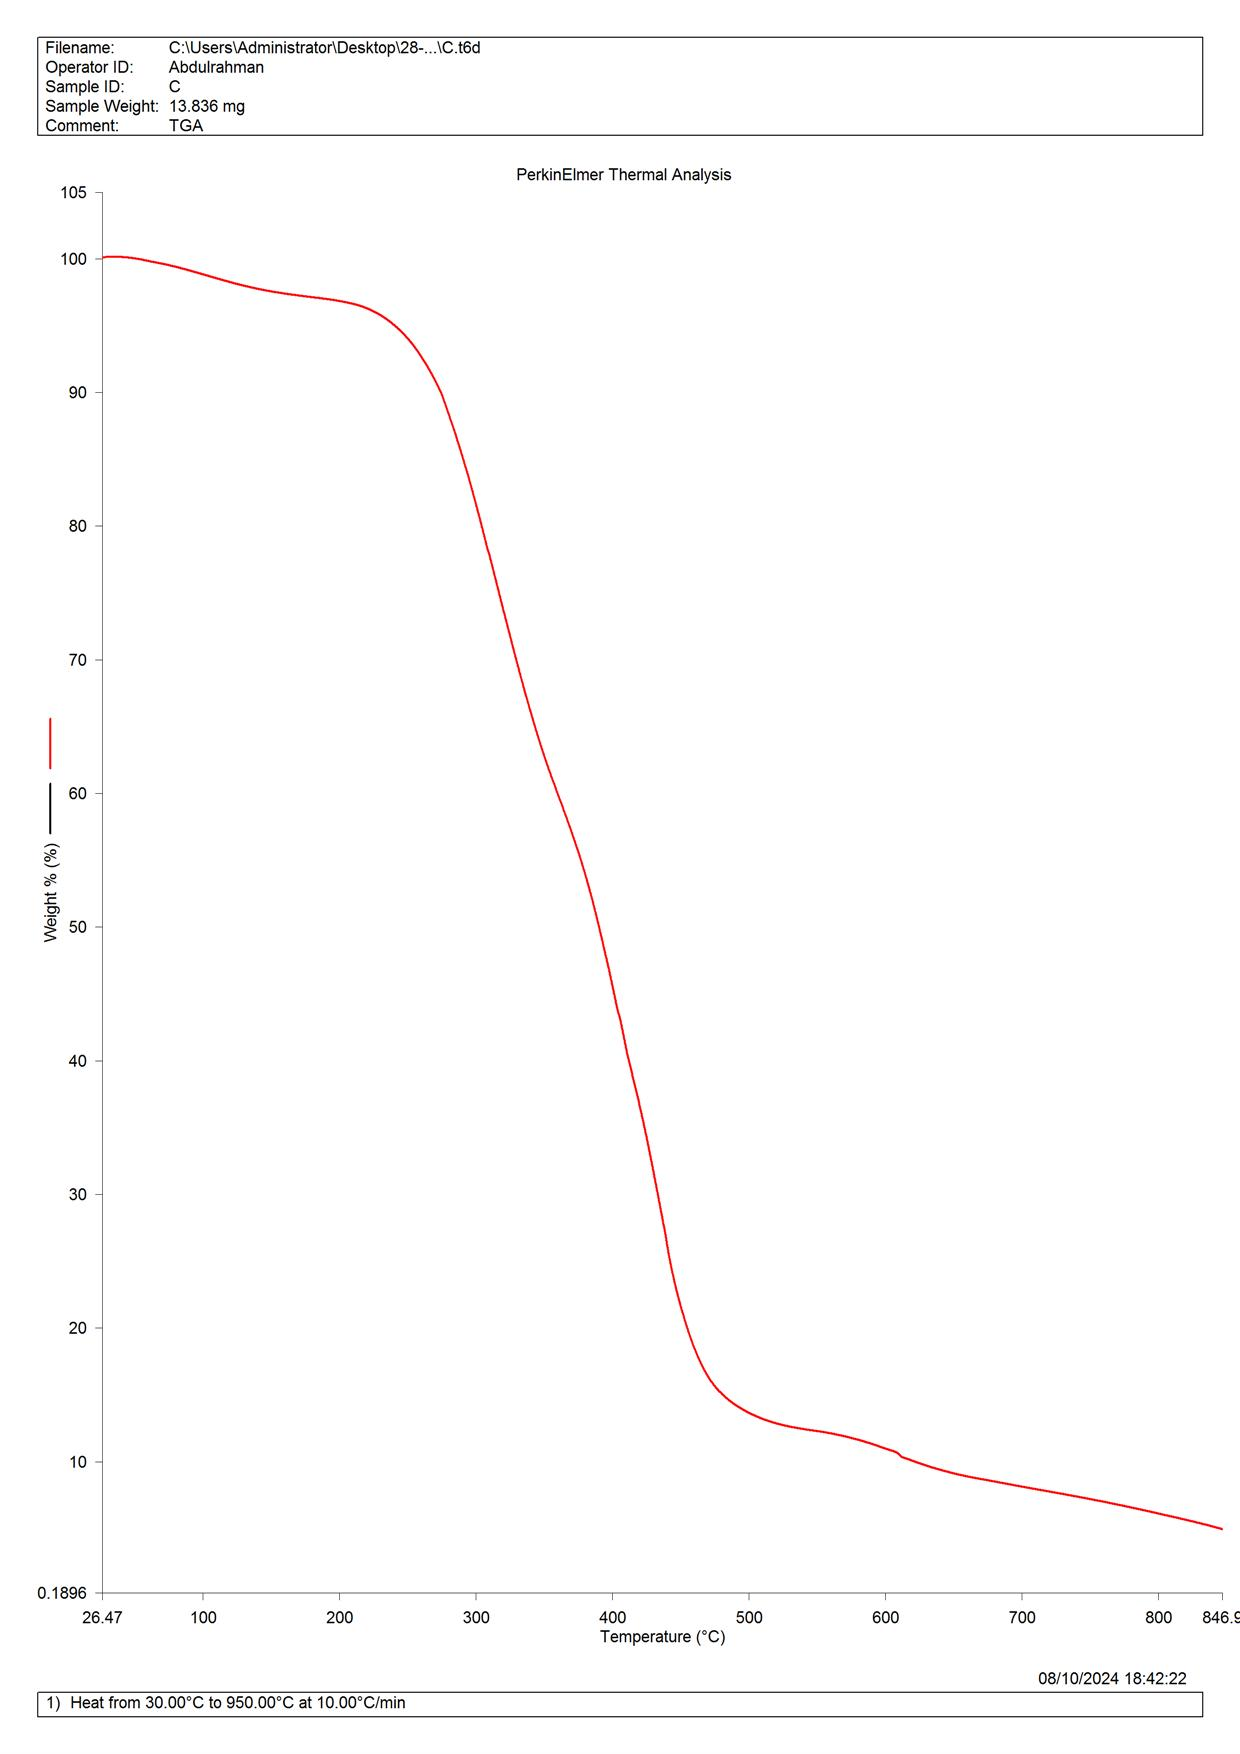 Filename: C:\Users\Administrator\Desktop\28-...\C.t6d
Operator ID: Abdulrahman
Sample ID: C
Sample Weight: 13.836 mg
Comment: TGA
PerkinElmer Thermal Analysis
105
100
90
80
70
60
50
40
30
20
10
0.1896
Weight % (%)
26.47 100 200 300 400 500 600 700 800 846.9
Temperature (°C)
08/10/2024 18:42:22
1) Heat from 30.00°C to 950.00°C at 10.00°C/min